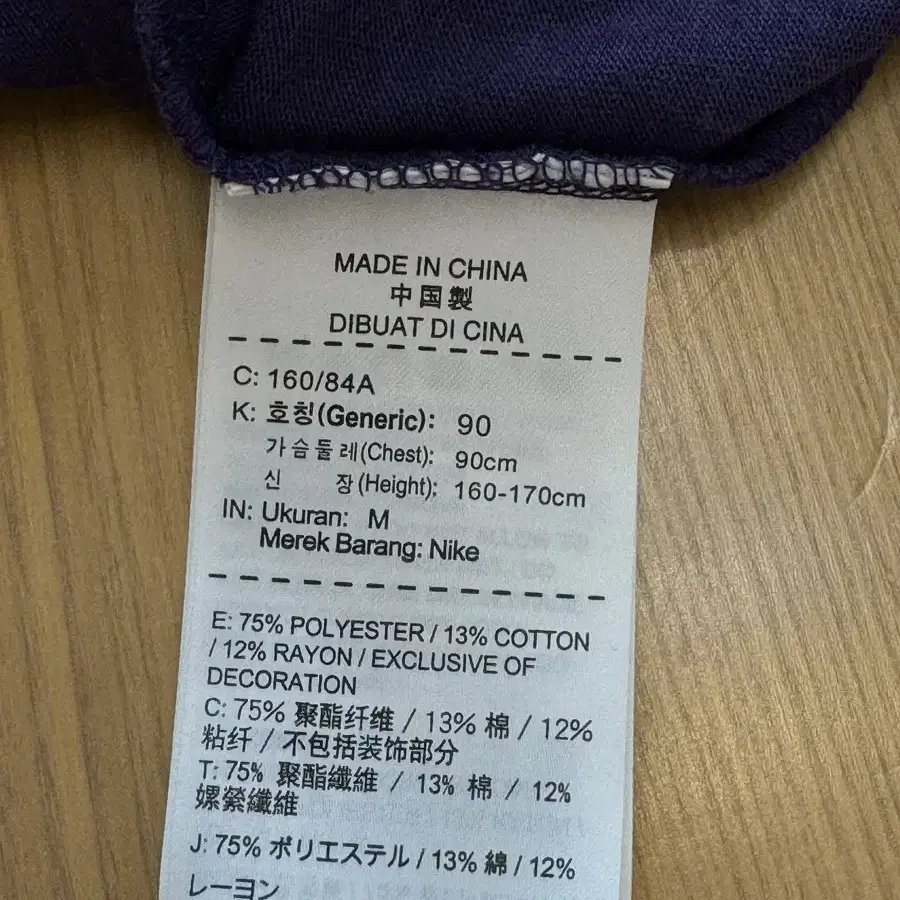 MADE IN CHINA
中国製
DIBUAT DI CINA
C: 160/84A
K: 호칭(Generic): 90
가슴둘레(Chest): 90cm
신 장(Height); 160-170cm
IN: Ukuran: M
Merek Barang: Nike
E: 75% POLYESTER / 13% COTTON
/ 12% RAYON / EXCLUSIVE OF
DECORATION
C: 75% 聚酯纤维 / 13% 棉 / 12%
粘纤 / 不包括装饰部分
T: 75% 聚酯纖維 / 13% 棉 / 12%
嫘縈纖維
J: 75% ポリエステル / 13% 綿 / 12%
レーヨン